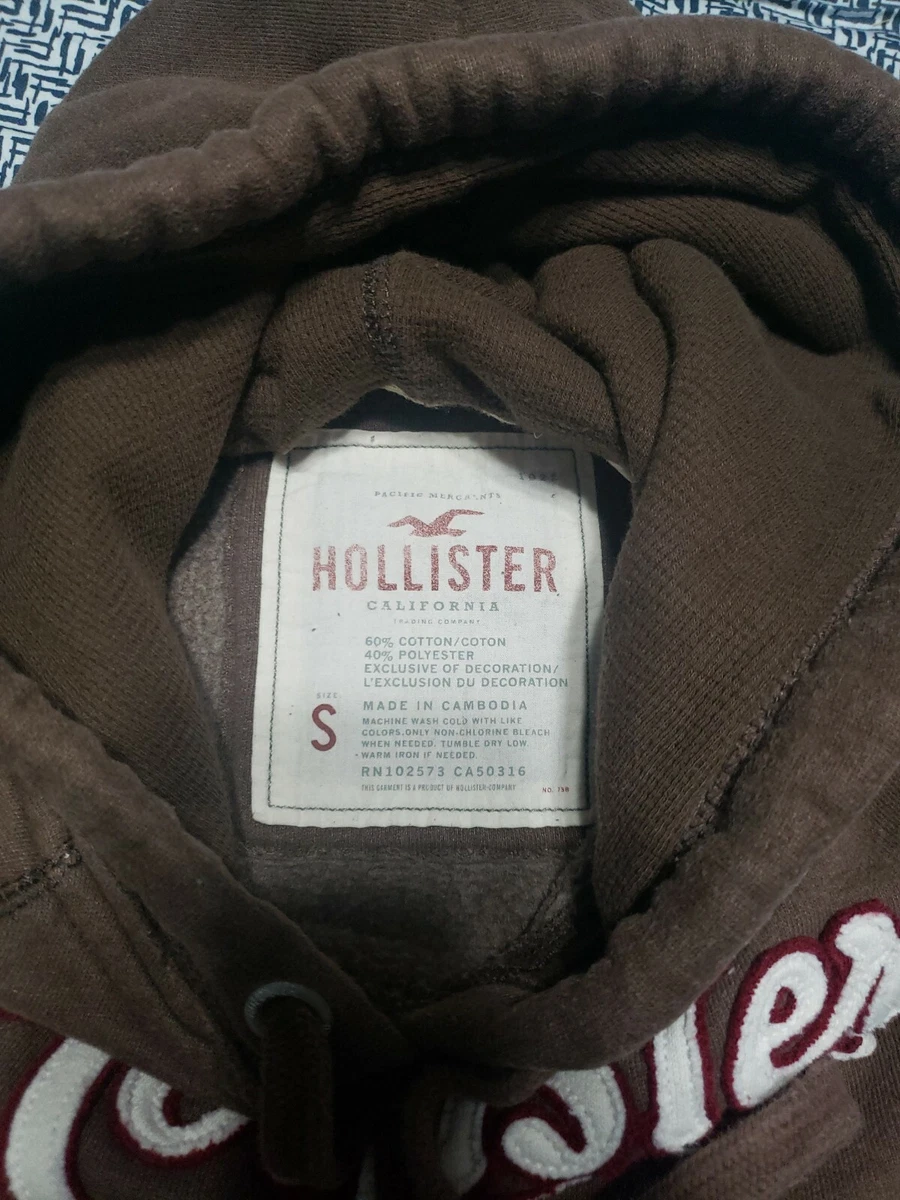 PACIFIC MERCHANTS
HOLLISTER
CALIFORNIA
TRADING COMPANY
60% COTTON/COTON
40% POLYESTER
EXCLUSIVE OF DECORATION/
L'EXCLUSION DU DECORATION
SIZE
S
MADE IN CAMBODIA
MACHINE WASH COLD WITH LIKE
COLORS.ONLY NON-CHLORINE BLEACH
WHEN NEEDED. TUMBLE DRY LOW.
WARM IRON IF NEEDED.
RN102573 CA50316
THIS GARMENT IS A PRODUCT OF HOLLISTER COMPANY